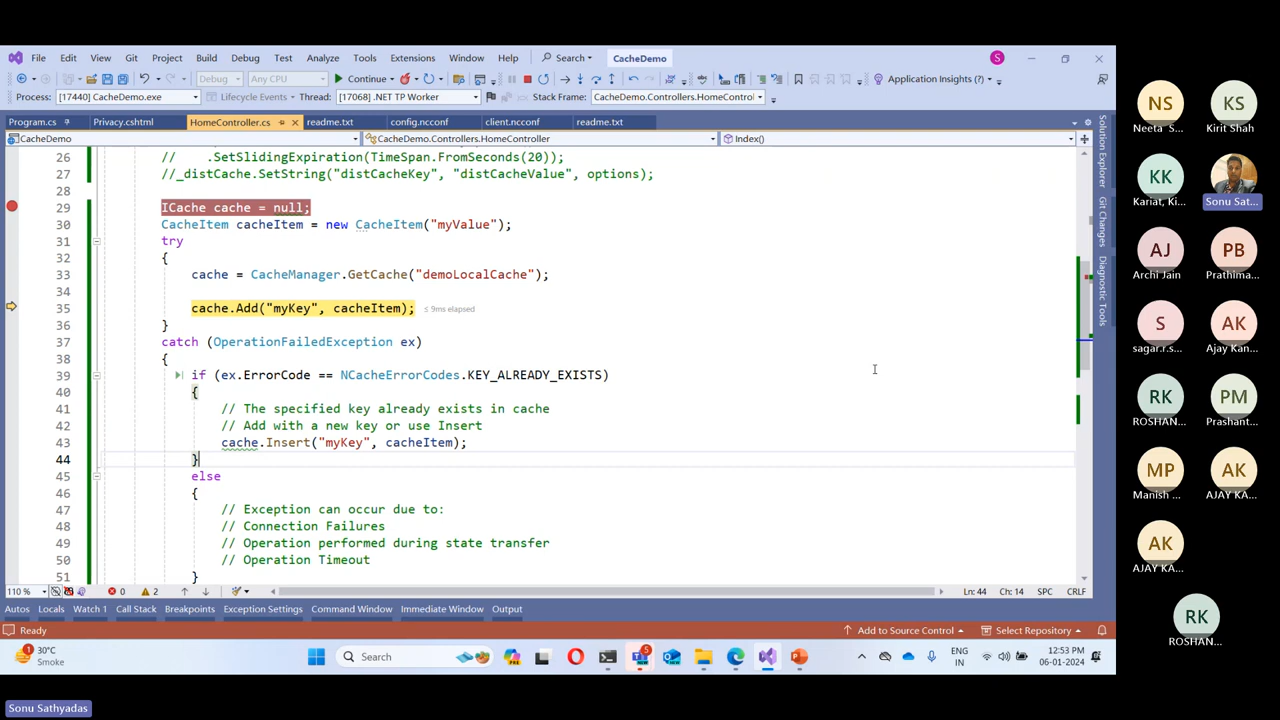 File Edit View Git Project Build Debug Test Analyze Tools Extensions Window Help Search CacheDemo S
Debug Any CPU Continue Application Insights (?)
Process: [17440] CacheDemo.exe Lifecycle Events Thread: [17068] .NET TP Worker Stack Frame: CacheDemo.Controllers.HomeControl
Program.cs Privacy.cshtml HomeController.cs readme.txt config.ncconf client.ncconf readme.txt
CacheDemo CacheDemo.Controllers.HomeController Index()
26 // .SetSlidingExpiration(TimeSpan.FromSeconds(20));
27 //_distCache.SetString("distCacheKey", "distCacheValue", options);
28
29 ICache cache = null;
30 CacheItem cacheItem = new CacheItem("myValue");
31 try
32 {
33 cache = CacheManager.GetCache("demoLocalCache");
34
35 cache.Add("myKey", cacheItem); ≤ 9ms elapsed
36 }
37 catch (OperationFailedException ex)
38 {
39 if (ex.ErrorCode == NCacheErrorCodes.KEY_ALREADY_EXISTS)
40 {
41 // The specified key already exists in cache
42 // Add with a new key or use Insert
43 cache.Insert("myKey", cacheItem);
44 }
45 else
46 {
47 // Exception can occur due to:
48 // Connection Failures
49 // Operation performed during state transfer
50 // Operation Timeout
51 }
110 % 0 2 Ln: 44 Ch: 14 SPC CRLF
Autos Locals Watch 1 Call Stack Breakpoints Exception Settings Command Window Immediate Window Output
Ready Add to Source Control Select Repository
1 30°C Smoke Search 5 ENG IN 12:53 PM 06-01-2024
Solution Explorer
Git Changes
Diagnostic Tools
NS KS
Neeta S... Kirit Shah
KK
Kariat, Ki... Sonu Sat...
AJ PB
Archi Jain Prathima...
S AK
sagar.r.s... Ajay Kan...
RK PM
ROSHAN... Prashant...
MP AK
Manish ... AJAY KA...
AK
AJAY KA...
RK
ROSHAN...
Sonu Sathyadas